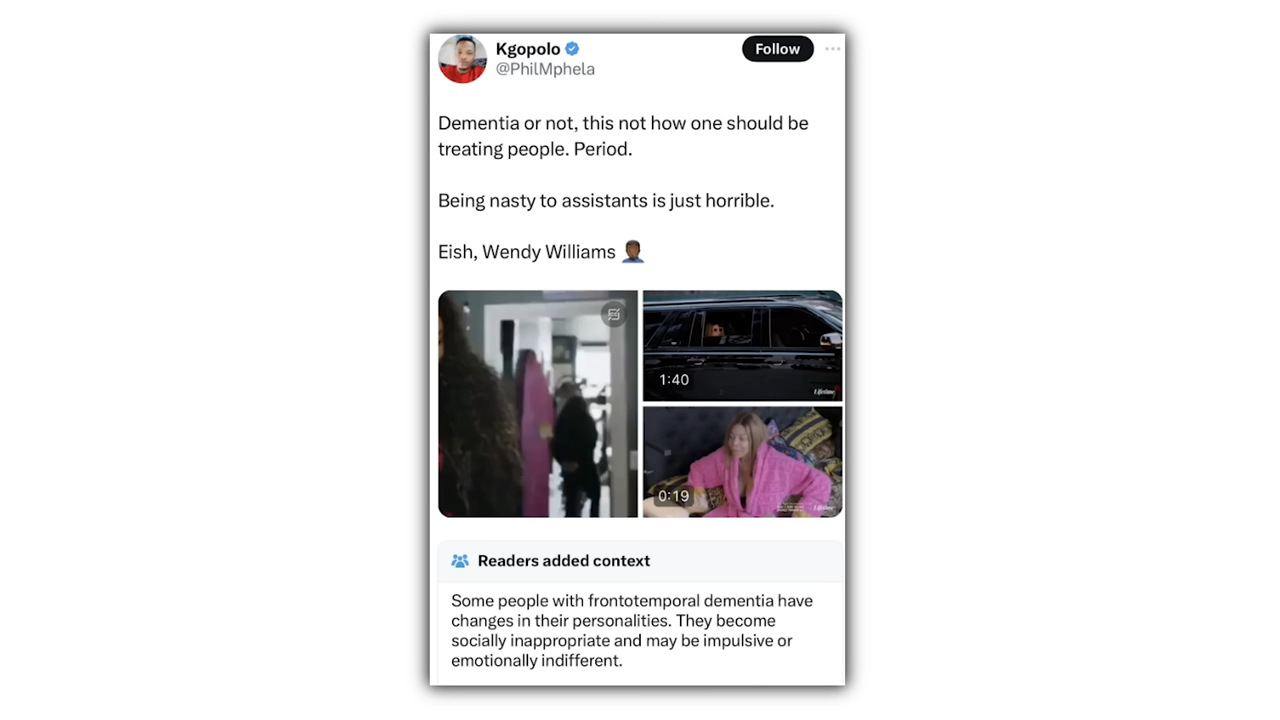 Kgopolo
@PhilMphela
Follow
Dementia or not, this not how one should be
treating people. Period.
Being nasty to assistants is just horrible.
Eish, Wendy Williams
1:40
Lifetime
0:19
Lifetime
Readers added context
Some people with frontotemporal dementia have
changes in their personalities. They become
socially inappropriate and may be impulsive or
emotionally indifferent.